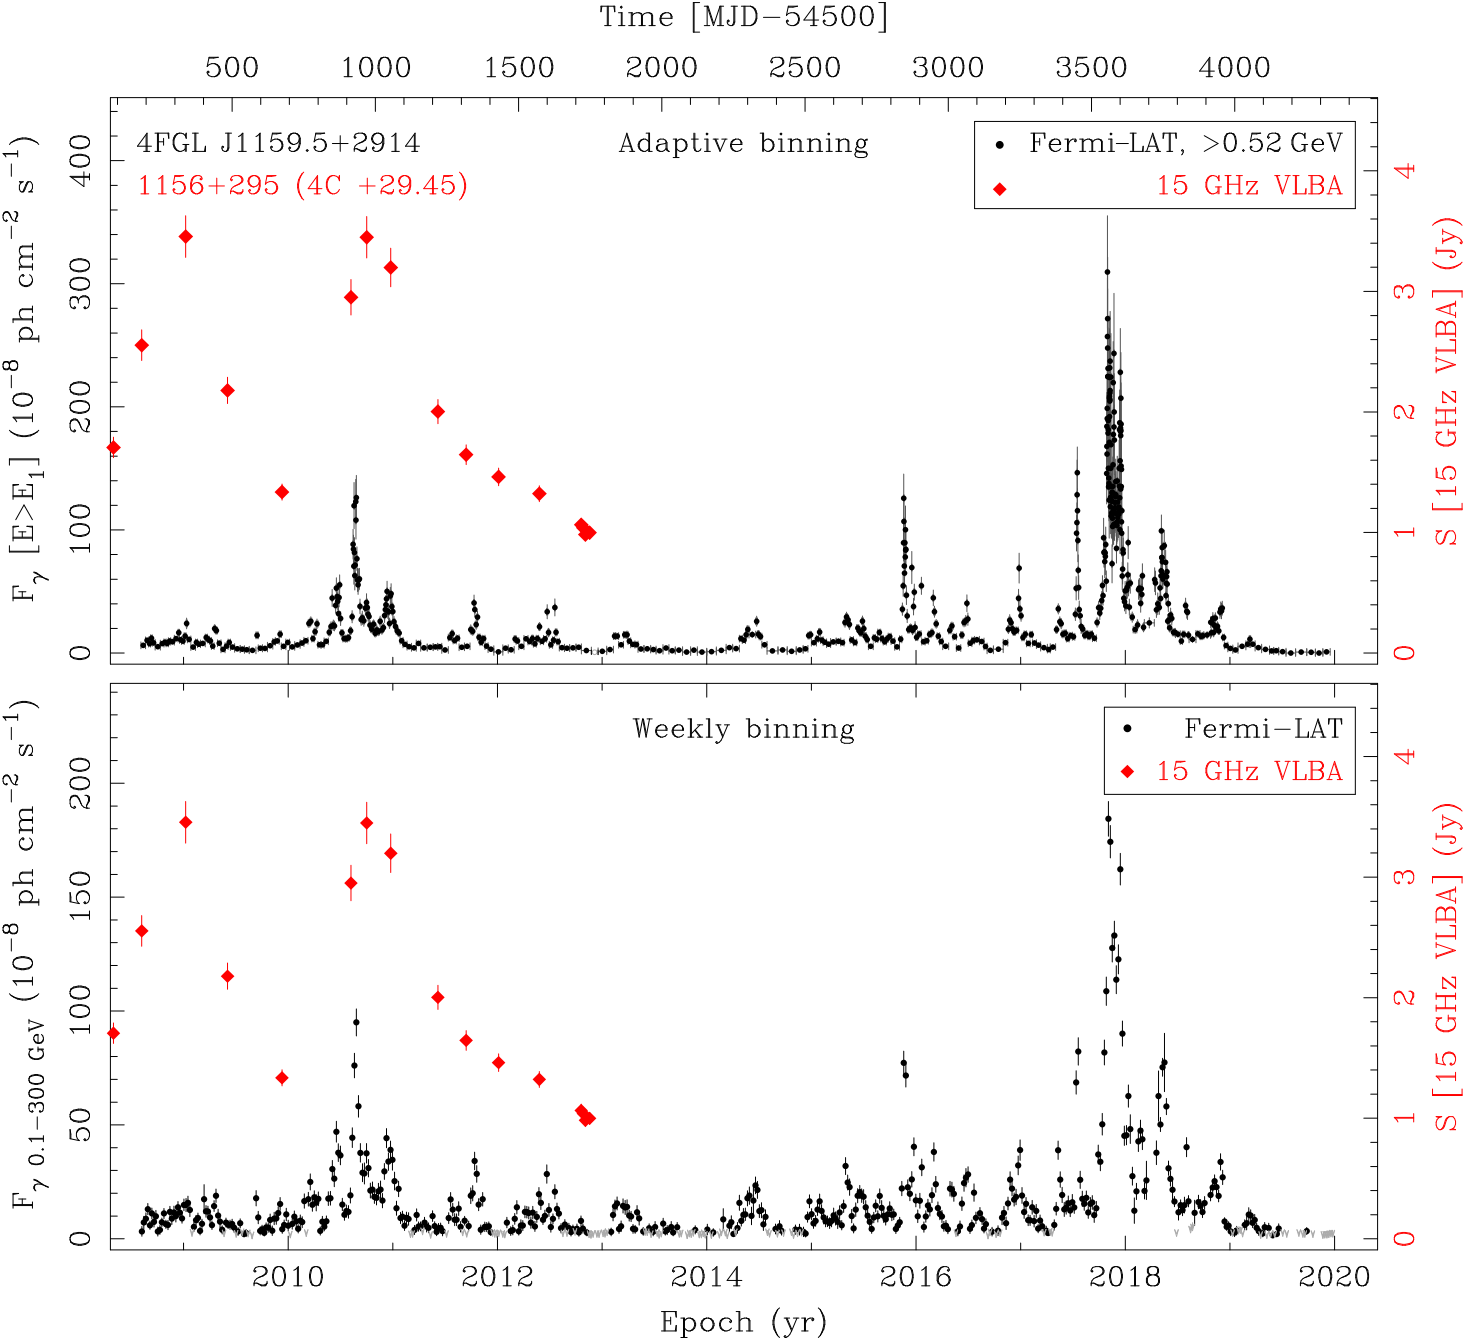 Time [MJD−54500]
500 1000 1500 2000 2500 3000 3500 4000
4FGL J1159.5+2914
Adaptive binning
Fermi−LAT, >0.52 GeV
1156+295 (4C +29.45)
15 GHz VLBA
F_γ [E>E_1] (10^−8 ph cm^−2 s^−1)
400
300
200
100
0
S [15 GHz VLBA] (Jy)
4
3
2
1
0
Weekly binning
Fermi−LAT
15 GHz VLBA
F_γ 0.1−300 GeV (10^−8 ph cm^−2 s^−1)
200
150
100
50
0
S [15 GHz VLBA] (Jy)
4
3
2
1
0
2010 2012 2014 2016 2018 2020
Epoch (yr)